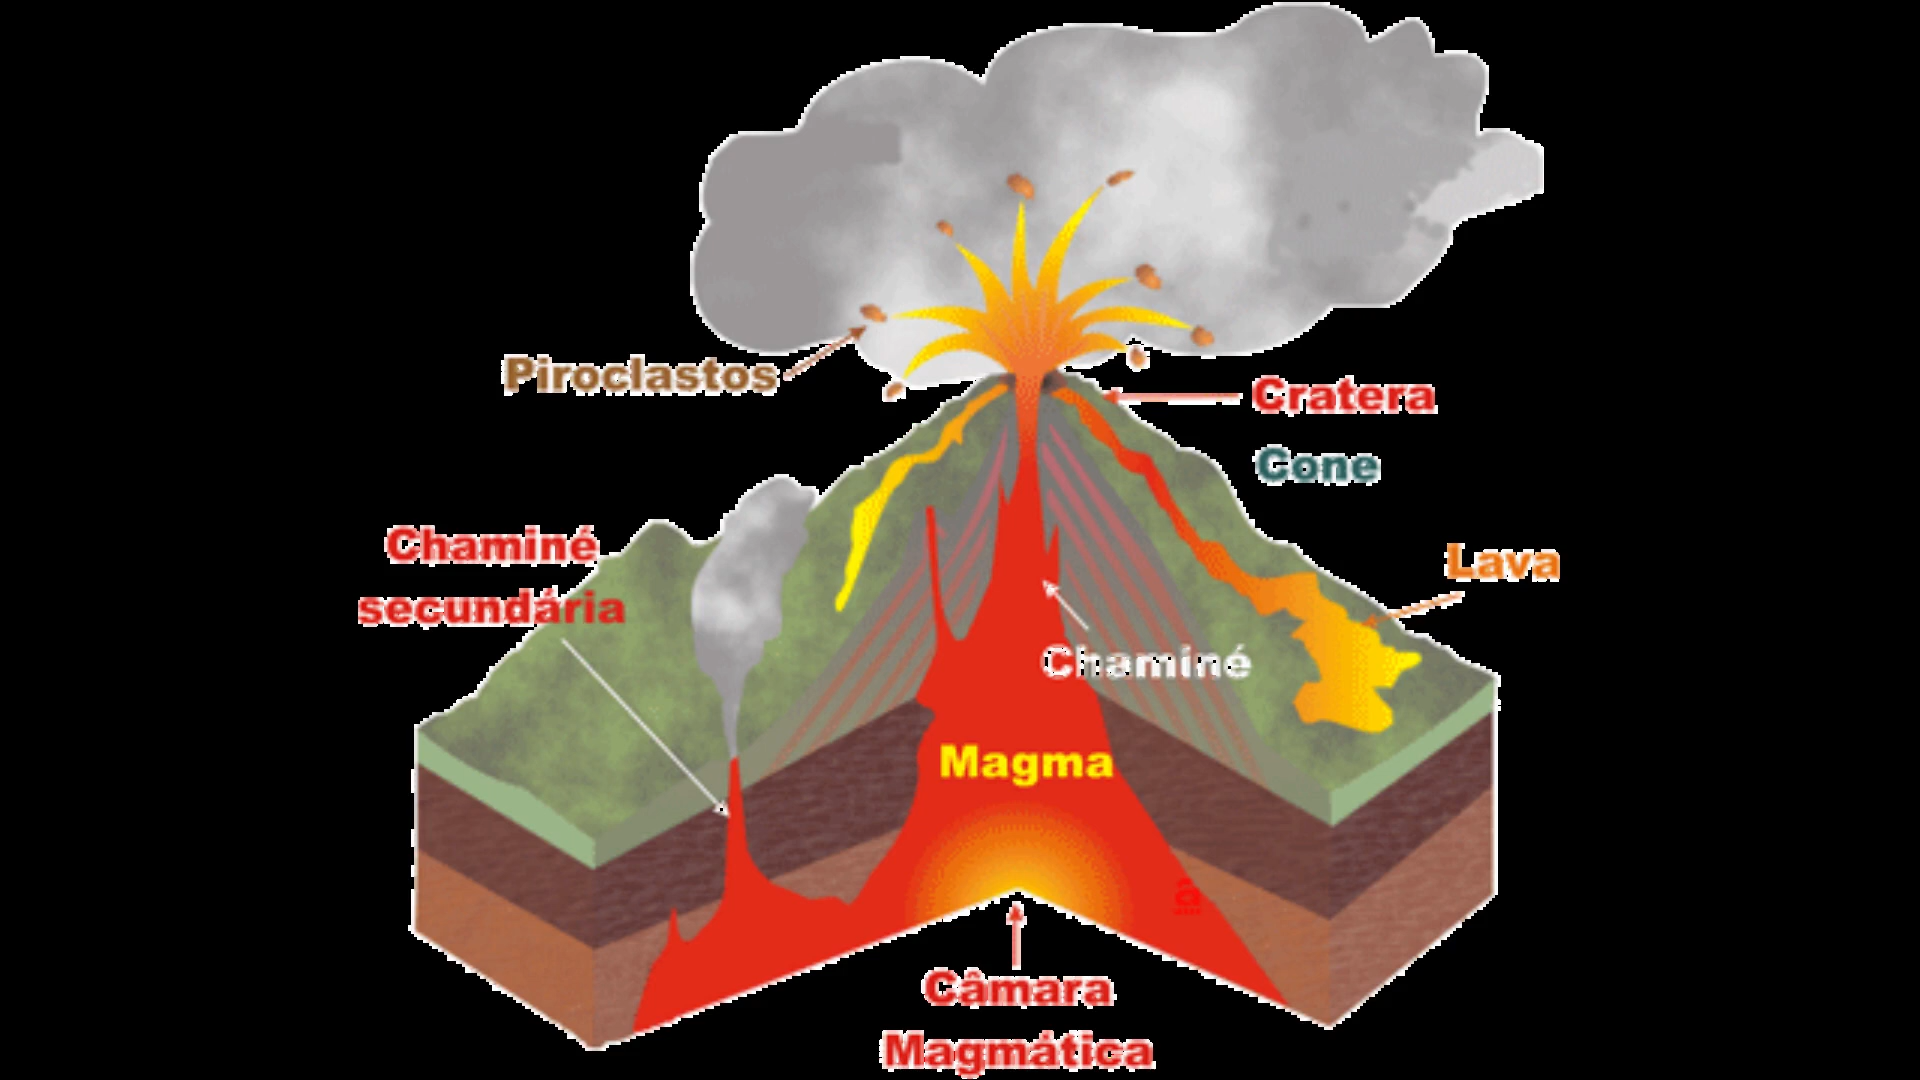 Piroclastos
Cratera
Cone
Chaminé
secundária
Lava
Chaminé
Magma
a
Câmara
Magmática